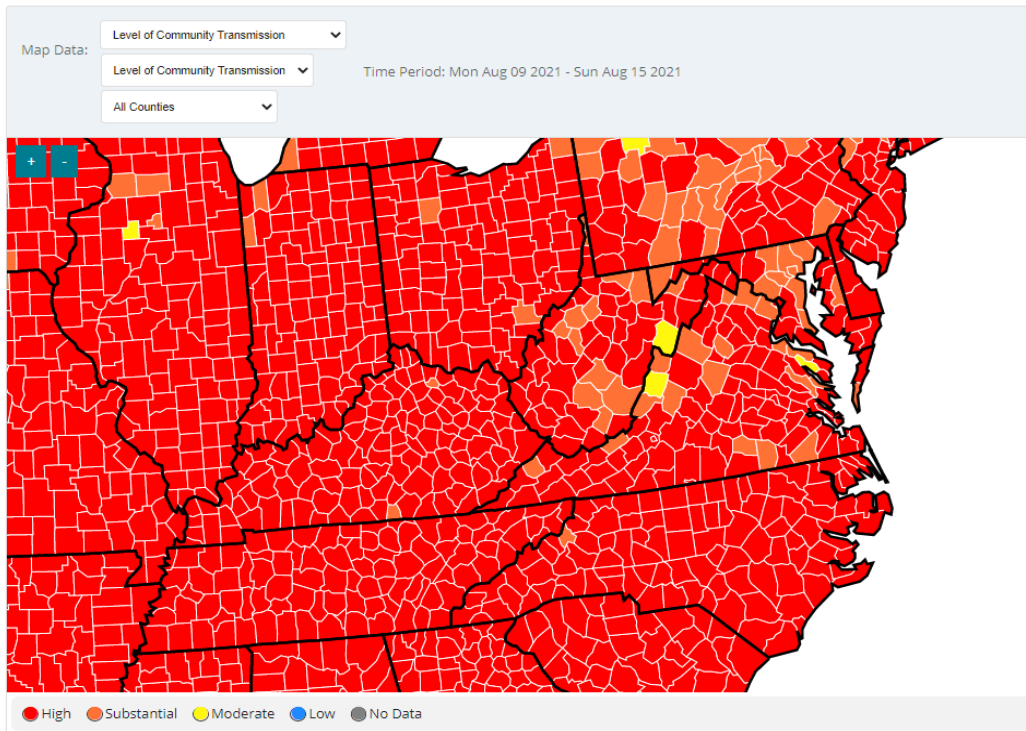 Map Data:
Level of Community Transmission
Level of Community Transmission
Time Period: Mon Aug 09 2021 - Sun Aug 15 2021
All Counties
+ -
High Substantial Moderate Low No Data